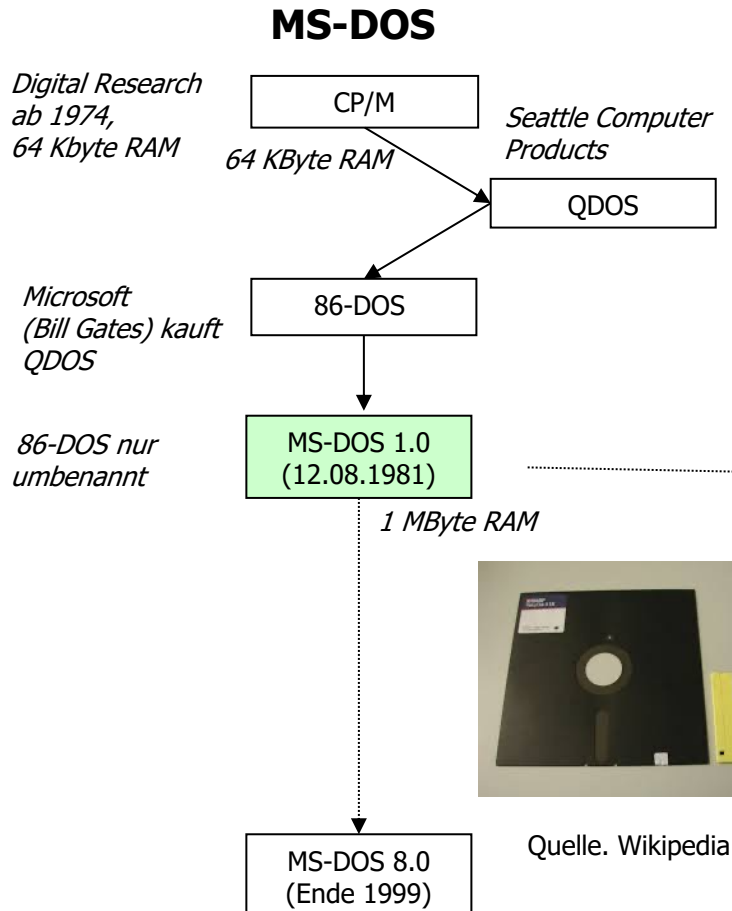 MS-DOS
Digital Research
ab 1974,
64 Kbyte RAM
CP/M
64 KByte RAM
Seattle Computer
Products
QDOS
Microsoft
(Bill Gates) kauft
QDOS
86-DOS
86-DOS nur
umbenannt
MS-DOS 1.0
(12.08.1981)
1 MByte RAM
Quelle. Wikipedia
MS-DOS 8.0
(Ende 1999)